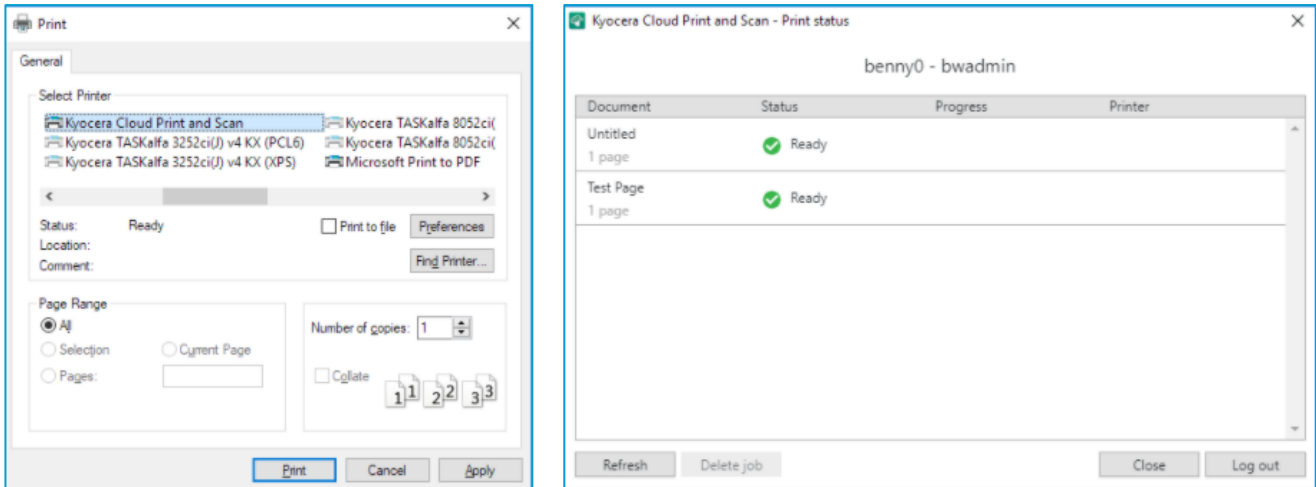 Print
General
Select Printer
Kyocera Cloud Print and Scan
Kyocera TASKalfa 8052ci(
Kyocera TASKalfa 3252ci(J) v4 KX (PCL6)
Kyocera TASKalfa 8052ci(
Kyocera TASKalfa 3252ci(J) v4 KX (XPS)
Microsoft Print to PDF
Status: Ready
Print to file
Preferences
Location:
Comment:
Find Printer...
Page Range
All
Selection
Current Page
Pages:
Number of copies: 1
Collate
1 1 2 2 3 3
Print
Cancel
Apply
Kyocera Cloud Print and Scan - Print status
benny0 - bwadmin
Document Status Progress Printer
Untitled
1 page
Ready
Test Page
1 page
Ready
Refresh
Delete job
Close
Log out